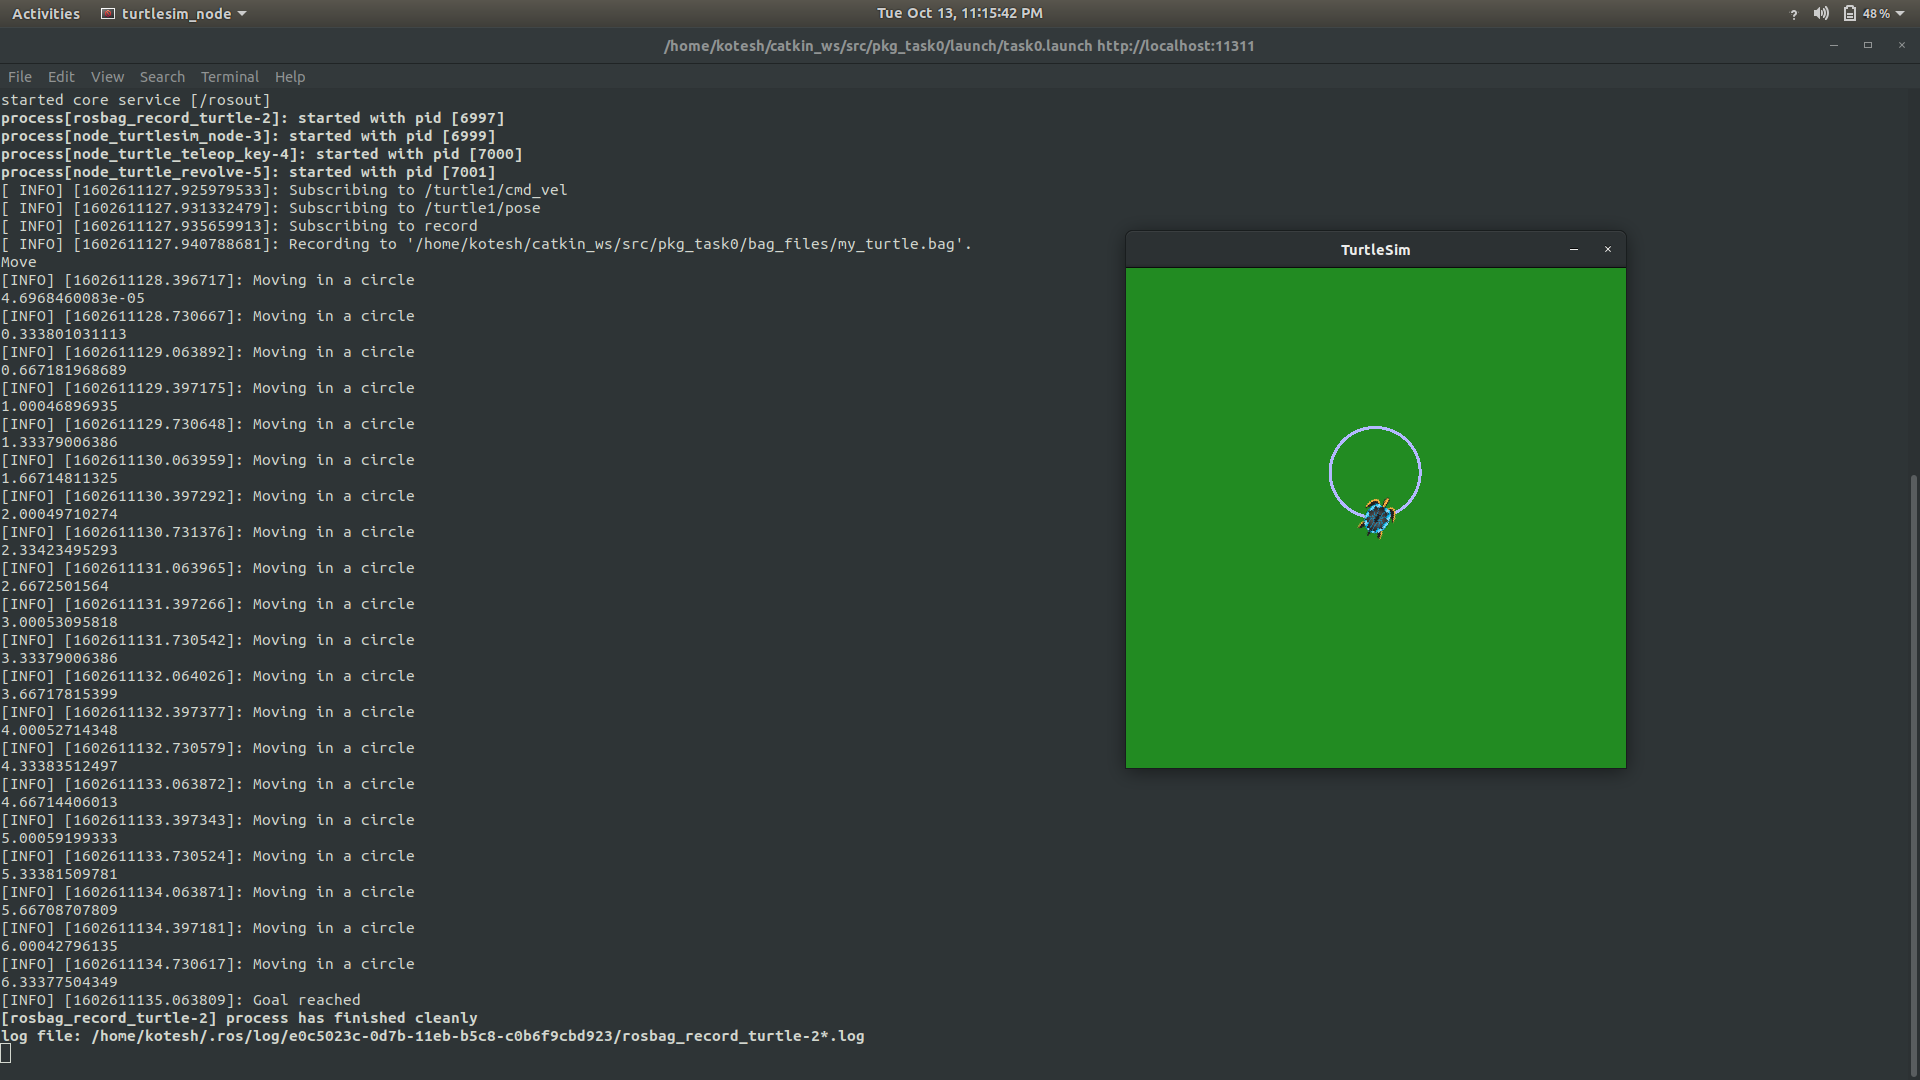 Activities turtlesim_node Tue Oct 13, 11:15:42 PM ? 48 %
/home/kotesh/catkin_ws/src/pkg_task0/launch/task0.launch http://localhost:11311
File Edit View Search Terminal Help
started core service [/rosout]
process[rosbag_record_turtle-2]: started with pid [6997]
process[node_turtlesim_node-3]: started with pid [6999]
process[node_turtle_teleop_key-4]: started with pid [7000]
process[node_turtle_revolve-5]: started with pid [7001]
[ INFO] [1602611127.925979533]: Subscribing to /turtle1/cmd_vel
[ INFO] [1602611127.931332479]: Subscribing to /turtle1/pose
[ INFO] [1602611127.935659913]: Subscribing to record
[ INFO] [1602611127.940788681]: Recording to '/home/kotesh/catkin_ws/src/pkg_task0/bag_files/my_turtle.bag'.
Move
[INFO] [1602611128.396717]: Moving in a circle
4.6968460083e-05
[INFO] [1602611128.730667]: Moving in a circle
0.333801031113
[INFO] [1602611129.063892]: Moving in a circle
0.667181968689
[INFO] [1602611129.397175]: Moving in a circle
1.00046896935
[INFO] [1602611129.730648]: Moving in a circle
1.33379006386
[INFO] [1602611130.063959]: Moving in a circle
1.66714811325
[INFO] [1602611130.397292]: Moving in a circle
2.00049710274
[INFO] [1602611130.731376]: Moving in a circle
2.33423495293
[INFO] [1602611131.063965]: Moving in a circle
2.6672501564
[INFO] [1602611131.397266]: Moving in a circle
3.00053095818
[INFO] [1602611131.730542]: Moving in a circle
3.33379006386
[INFO] [1602611132.064026]: Moving in a circle
3.66717815399
[INFO] [1602611132.397377]: Moving in a circle
4.00052714348
[INFO] [1602611132.730579]: Moving in a circle
4.33383512497
[INFO] [1602611133.063872]: Moving in a circle
4.66714406013
[INFO] [1602611133.397343]: Moving in a circle
5.00059199333
[INFO] [1602611133.730524]: Moving in a circle
5.33381509781
[INFO] [1602611134.063871]: Moving in a circle
5.66708707809
[INFO] [1602611134.397181]: Moving in a circle
6.00042796135
[INFO] [1602611134.730617]: Moving in a circle
6.33377504349
[INFO] [1602611135.063809]: Goal reached
[rosbag_record_turtle-2] process has finished cleanly
log file: /home/kotesh/.ros/log/e0c5023c-0d7b-11eb-b5c8-c0b6f9cbd923/rosbag_record_turtle-2*.log
TurtleSim